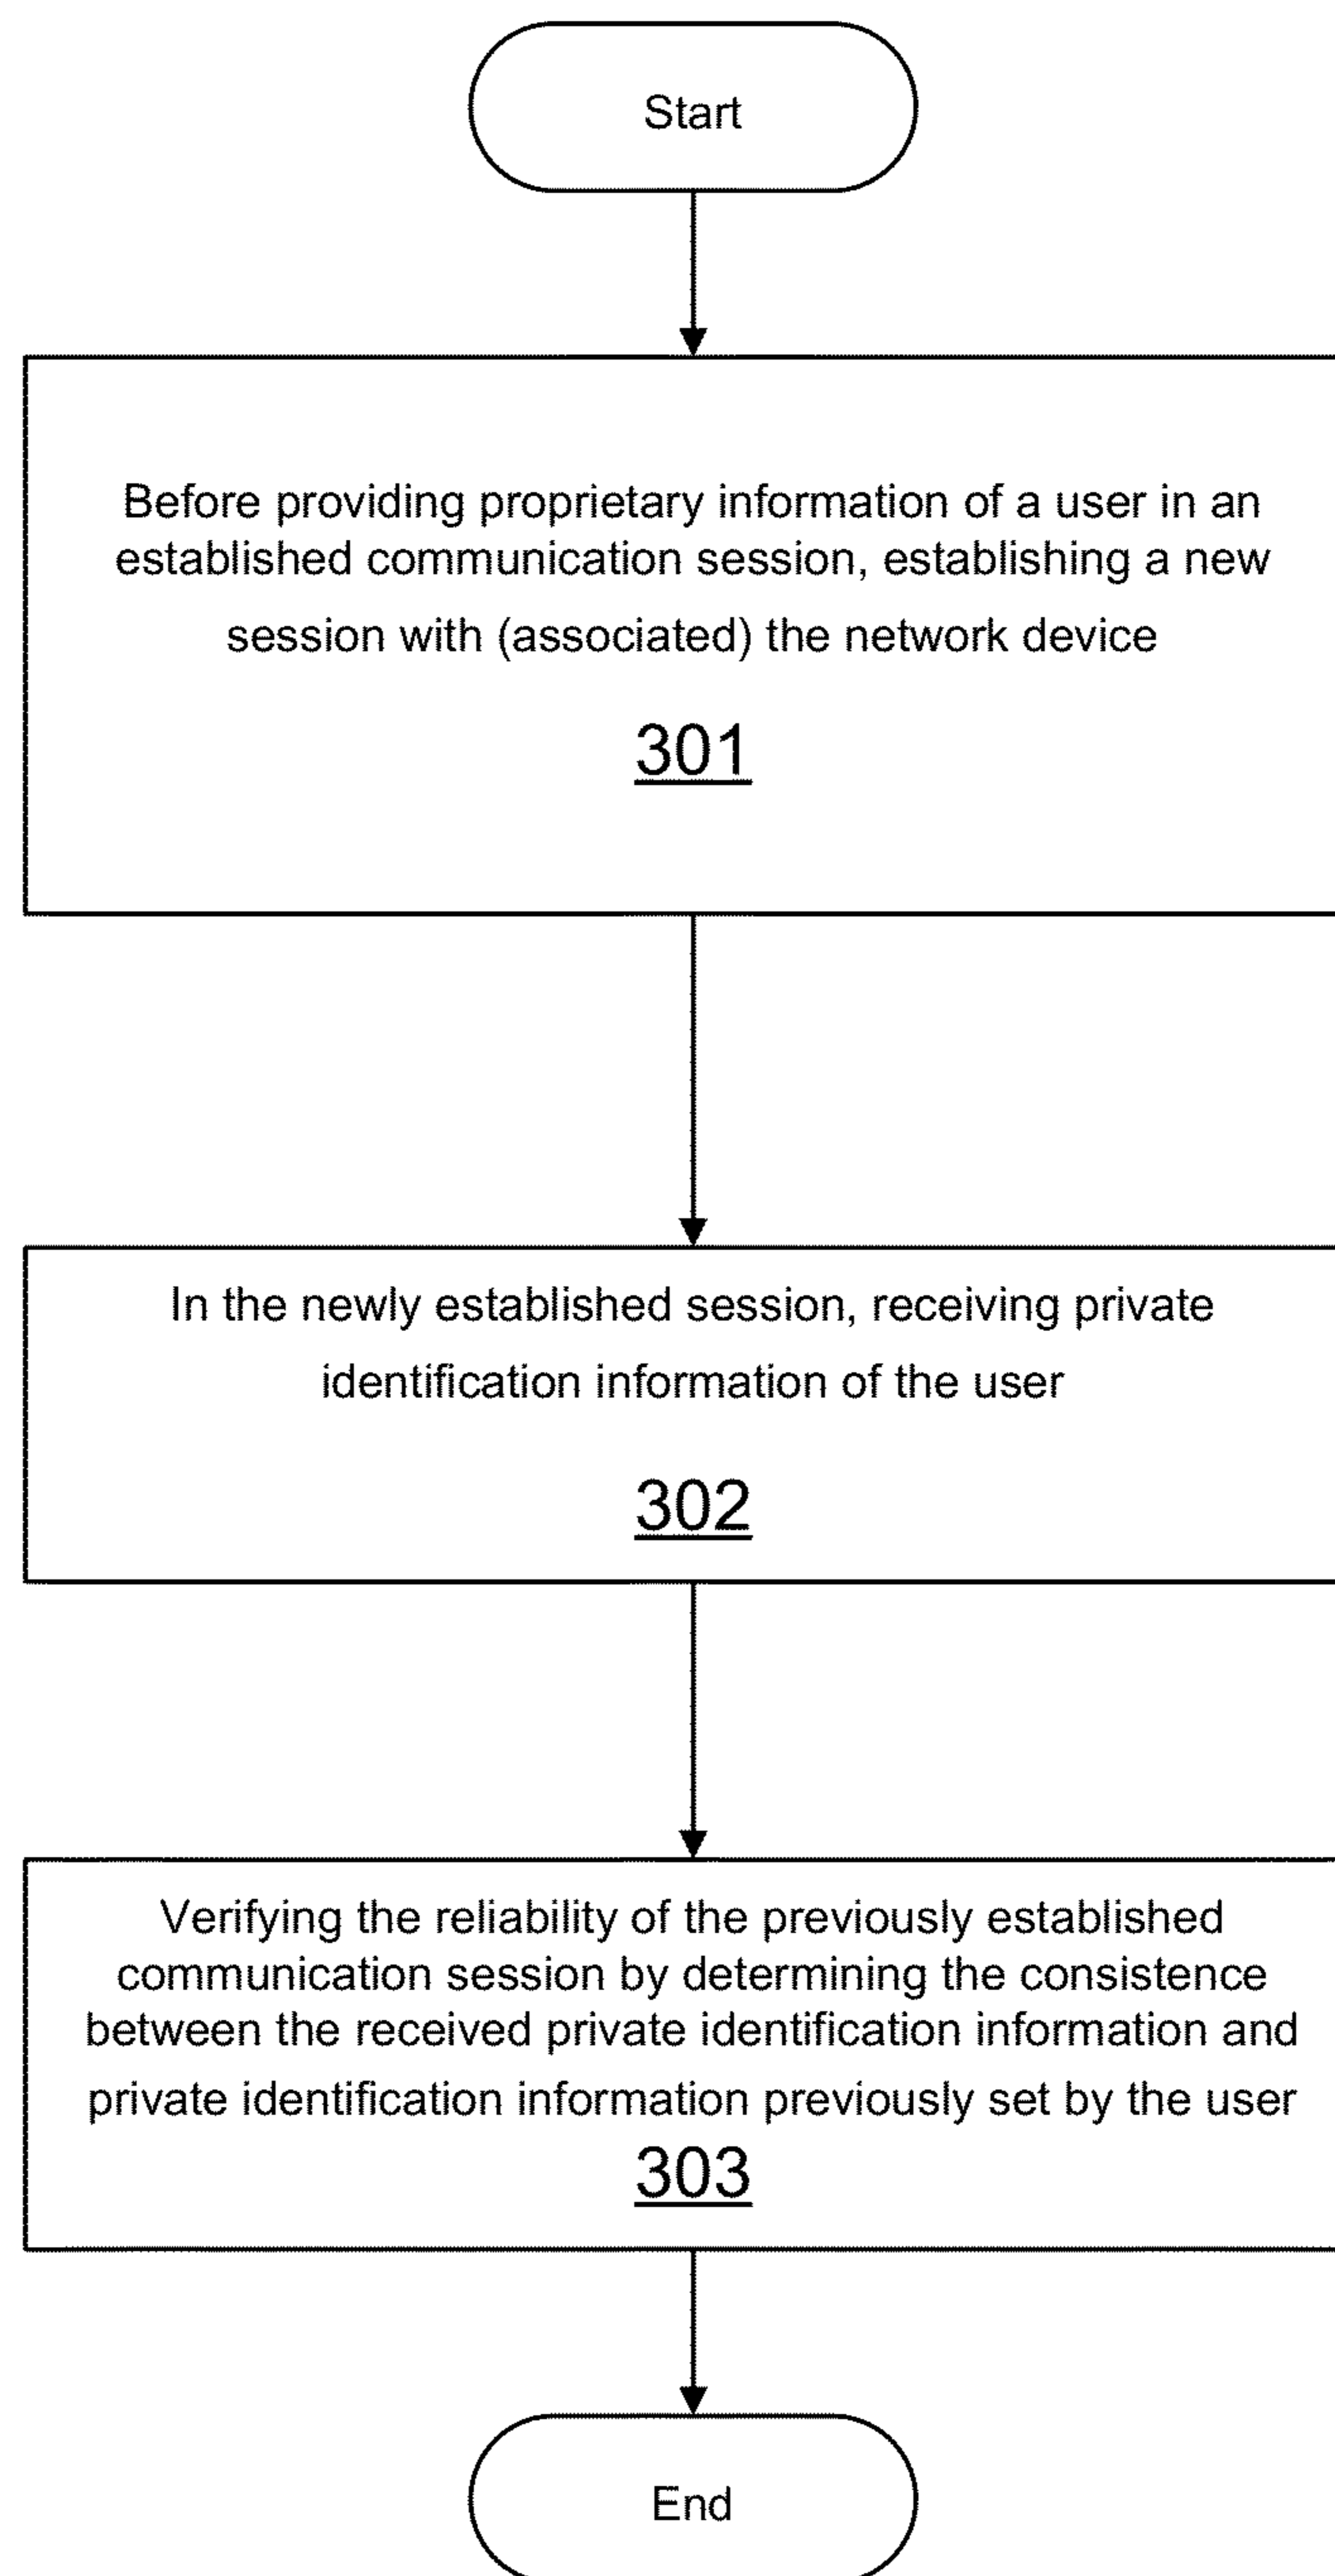 Start
Before providing proprietary information of a user in an
established communication session, establishing a new
session with (associated) the network device
301
In the newly established session, receiving private
identification information of the user
302
Verifying the reliability of the previously established
communication session by determining the consistence
between the received private identification information and
private identification information previously set by the user
303
End